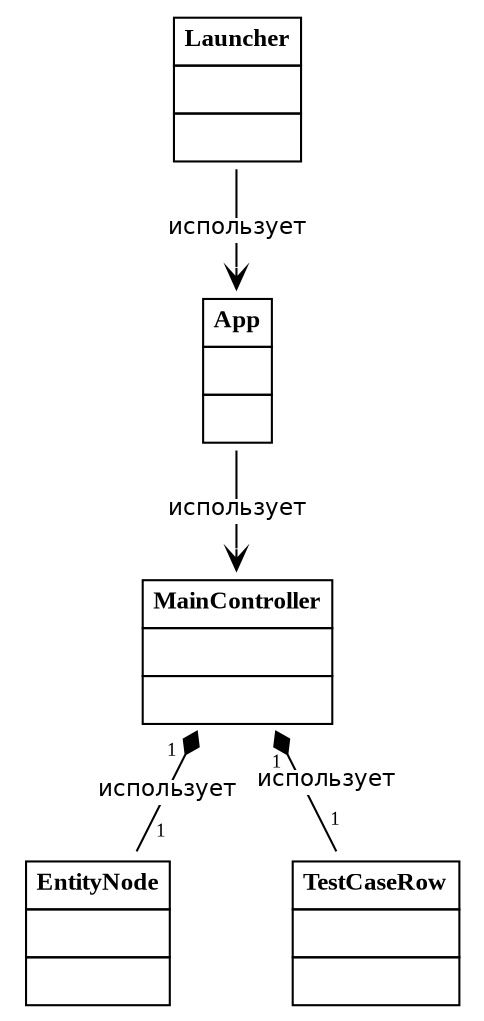 Launcher
использует
App
использует
MainController
1
1
использует
использует
1
1
EntityNode
TestCaseRow